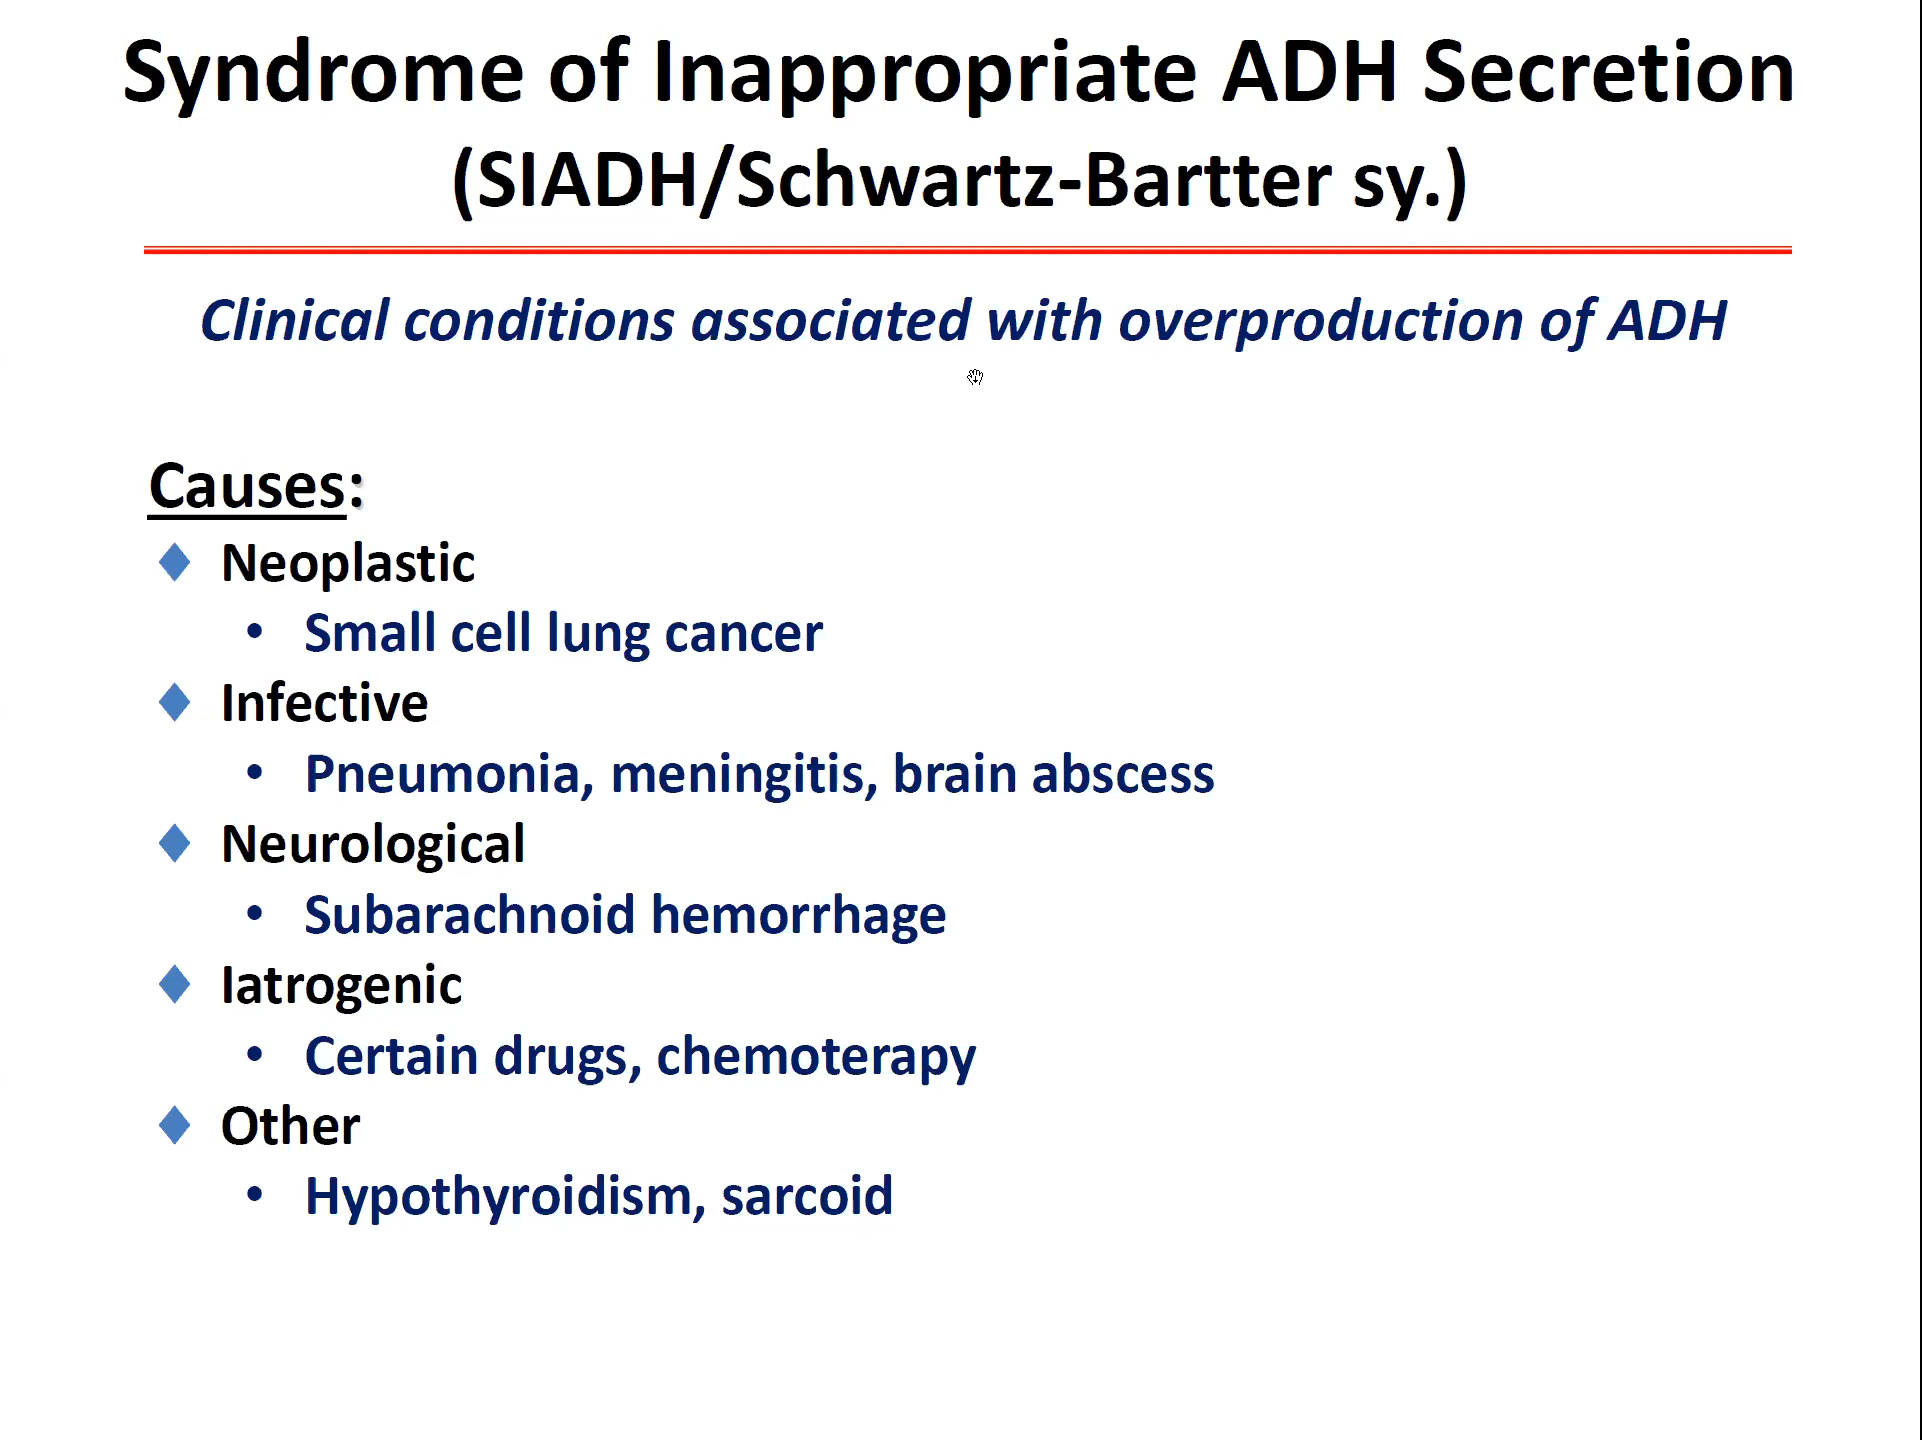 Syndrome of Inappropriate ADH Secretion
(SIADH/Schwartz-Bartter sy.)
Clinical conditions associated with overproduction of ADH
Causes:
♦ Neoplastic
• Small cell lung cancer
♦ Infective
• Pneumonia, meningitis, brain abscess
♦ Neurological
• Subarachnoid hemorrhage
♦ Iatrogenic
• Certain drugs, chemoterapy
♦ Other
• Hypothyroidism, sarcoid